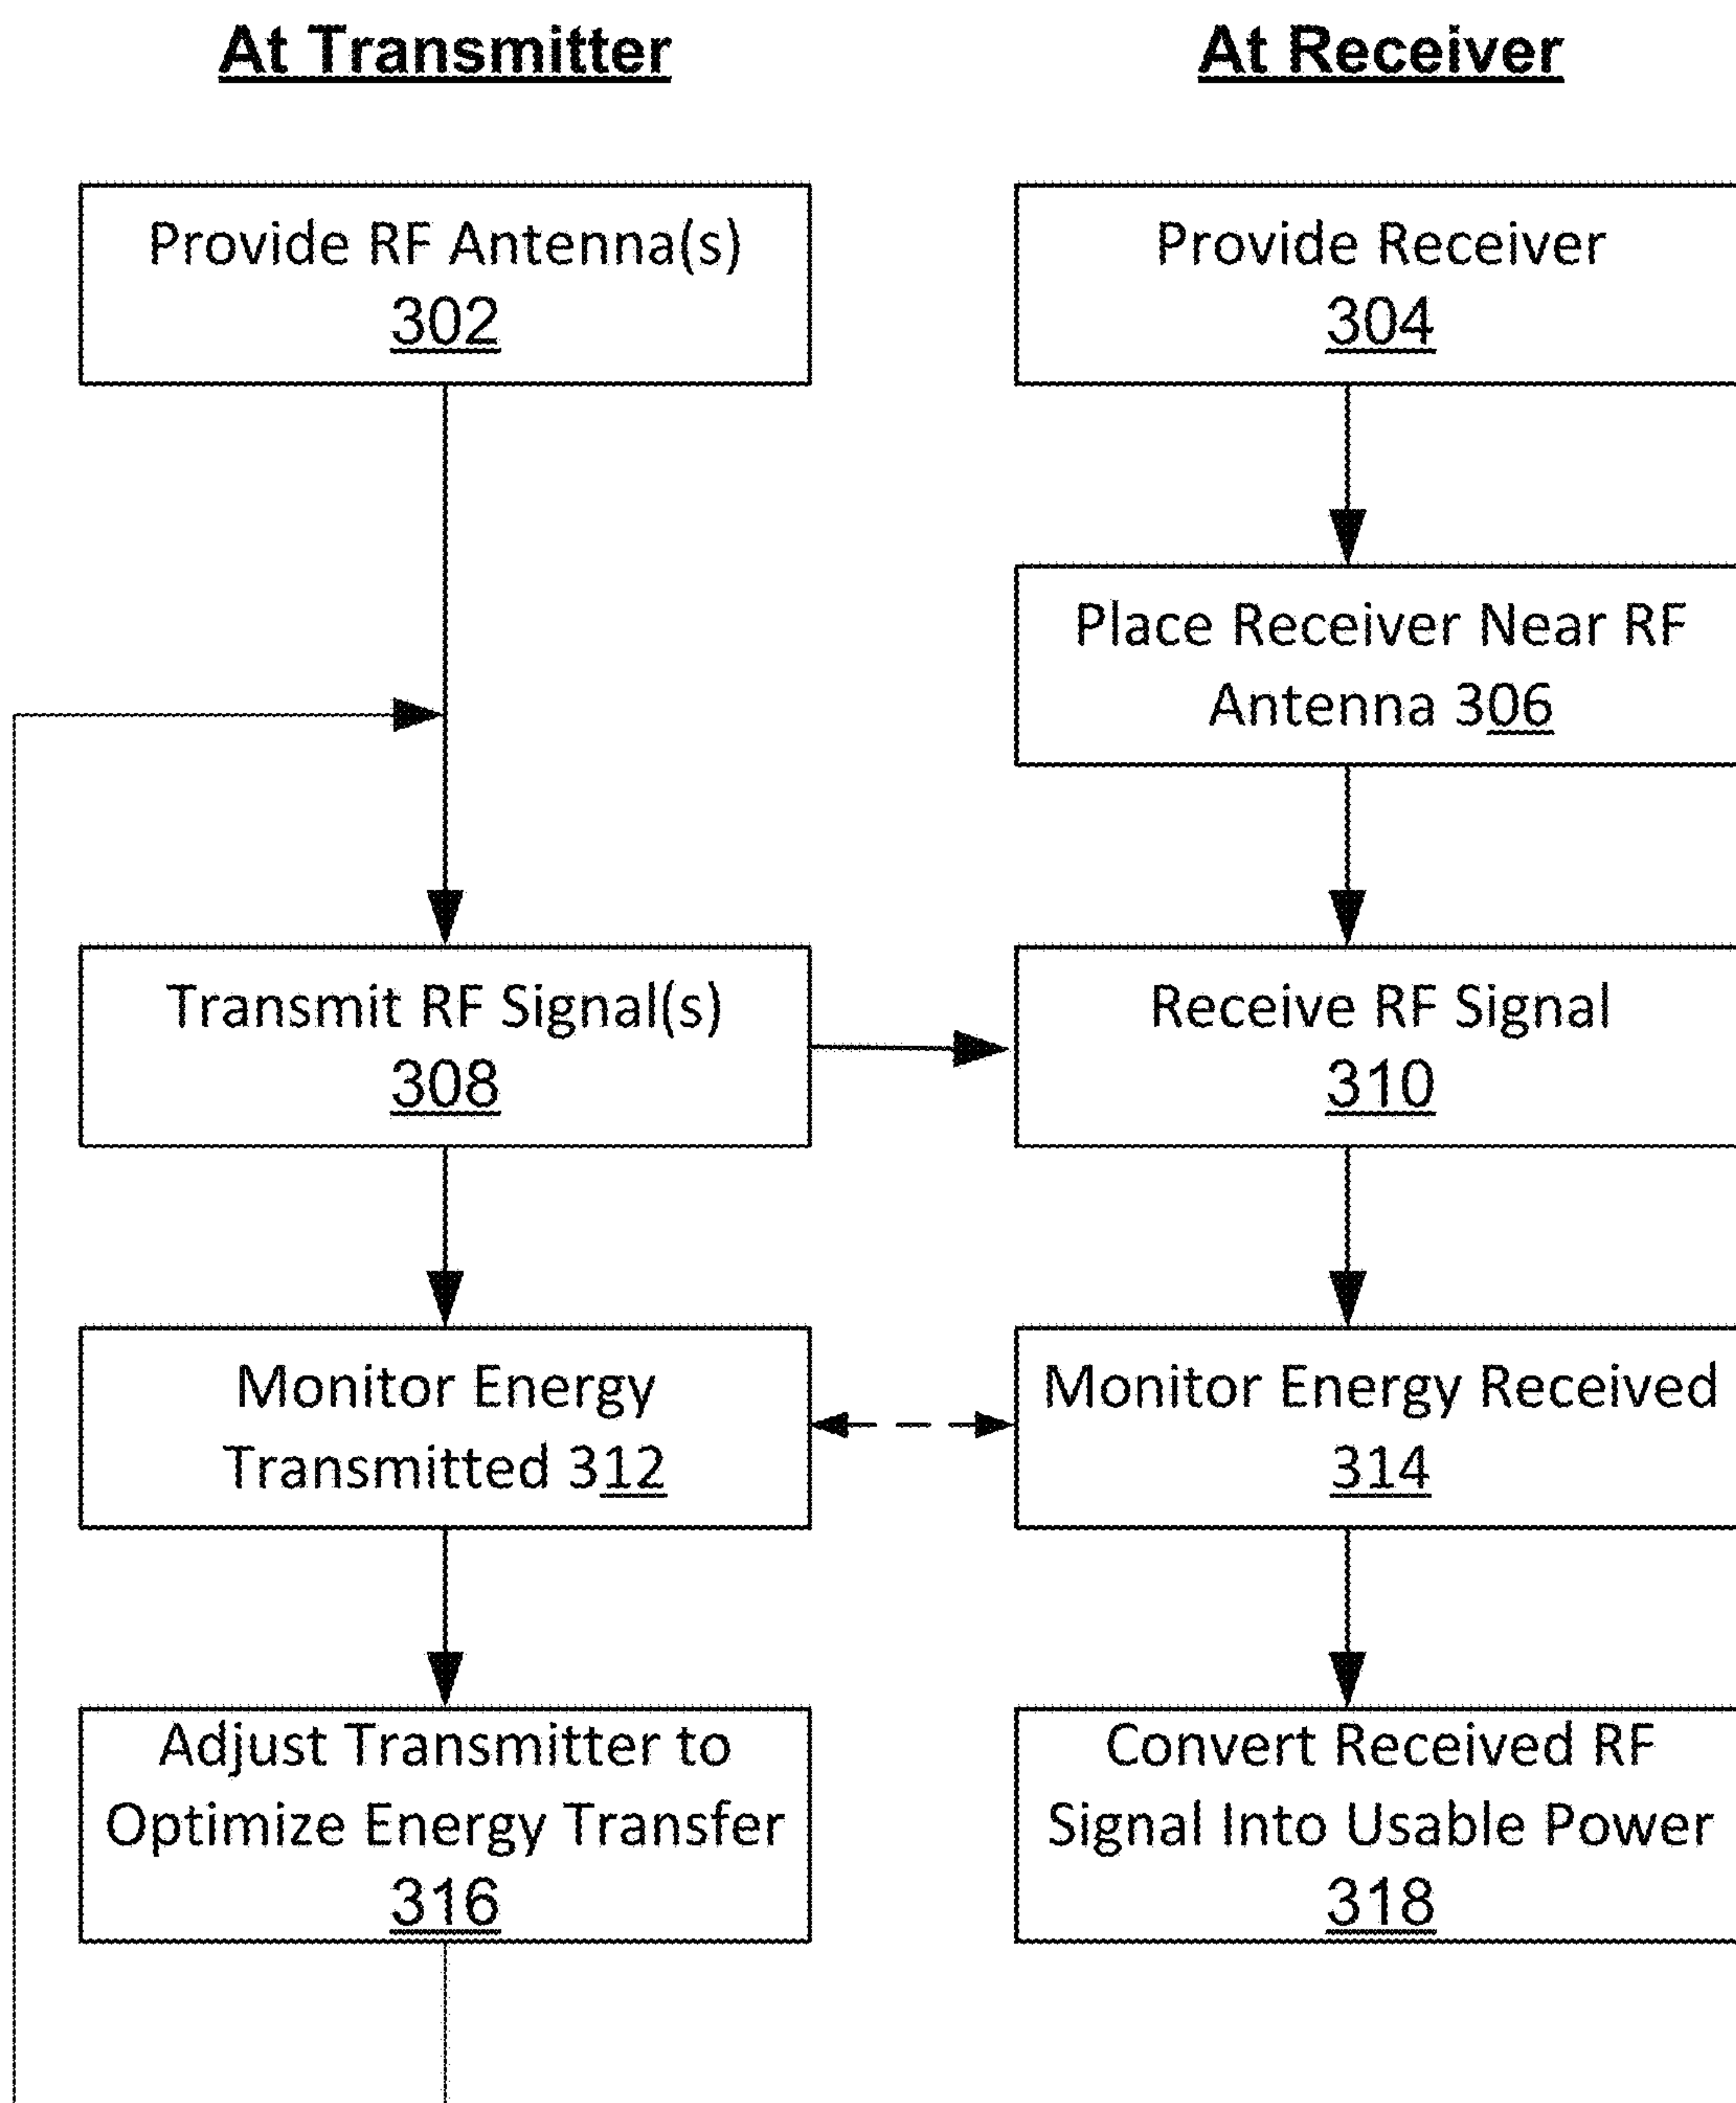 At Transmitter
At Receiver
Provide RF Antenna(s)
302
Provide Receiver
304
Place Receiver Near RF
Antenna 306
Transmit RF Signal(s)
308
Receive RF Signal
310
Monitor Energy
Transmitted 312
Monitor Energy Received
314
Adjust Transmitter to
Optimize Energy Transfer
316
Convert Received RF
Signal Into Usable Power
318